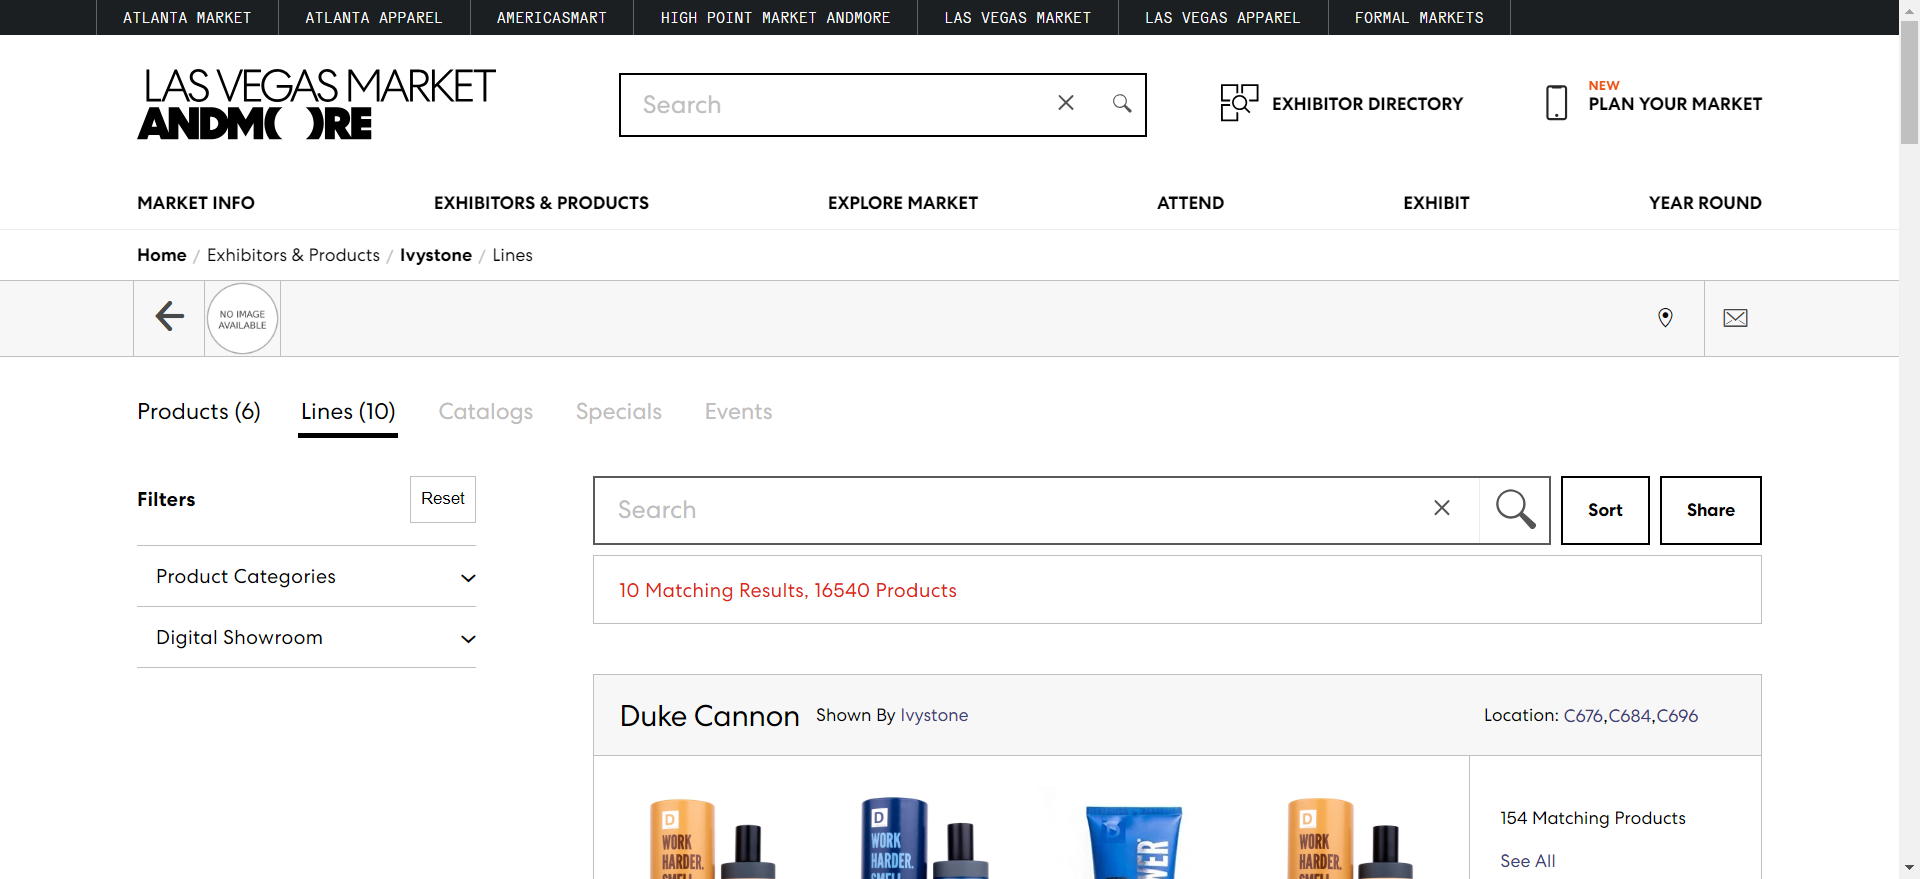 ATLANTA MARKET
ATLANTA APPAREL
AMERICASMART
HIGH POINT MARKET ANDMORE
LAS VEGAS MARKET
LAS VEGAS APPAREL
FORMAL MARKETS
LAS VEGAS MARKET
ANDMORE
Search
EXHIBITOR DIRECTORY
NEW
PLAN YOUR MARKET
MARKET INFO
EXHIBITORS & PRODUCTS
EXPLORE MARKET
ATTEND
EXHIBIT
YEAR ROUND
Home / Exhibitors & Products / Ivystone / Lines
NO IMAGE
AVAILABLE
Products (6)
Lines (10)
Catalogs
Specials
Events
Filters
Reset
Search
Sort
Share
Product Categories
Digital Showroom
10 Matching Results, 16540 Products
Duke Cannon
Shown By Ivystone
Location: C676,C684,C696
D
WORK
HARDER.
SMELL
D
WORK
HARDER.
SMELL
D
WORK
HARDER.
SMELL
154 Matching Products
See All